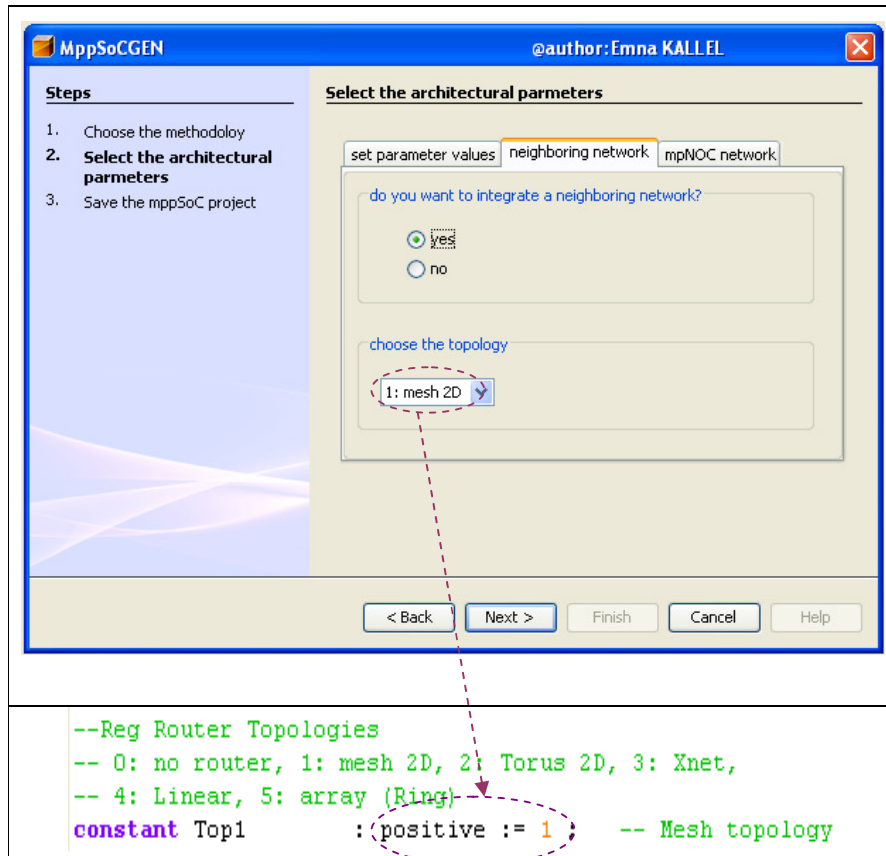 MppSoCGEN @author:Emna KALLEL
Steps
1. Choose the methodoloy
2. Select the architectural
parmeters
3. Save the mppSoC project
Select the architectural parmeters
set parameter values neighboring network mpNOC network
do you want to integrate a neighboring network?
yes
no
choose the topology
1: mesh 2D
< Back Next > Finish Cancel Help
--Reg Router Topologies
-- 0: no router, 1: mesh 2D, 2: Torus 2D, 3: Xnet,
-- 4: Linear, 5: array (Ring)
constant Top1 : positive := 1 ; -- Mesh topology